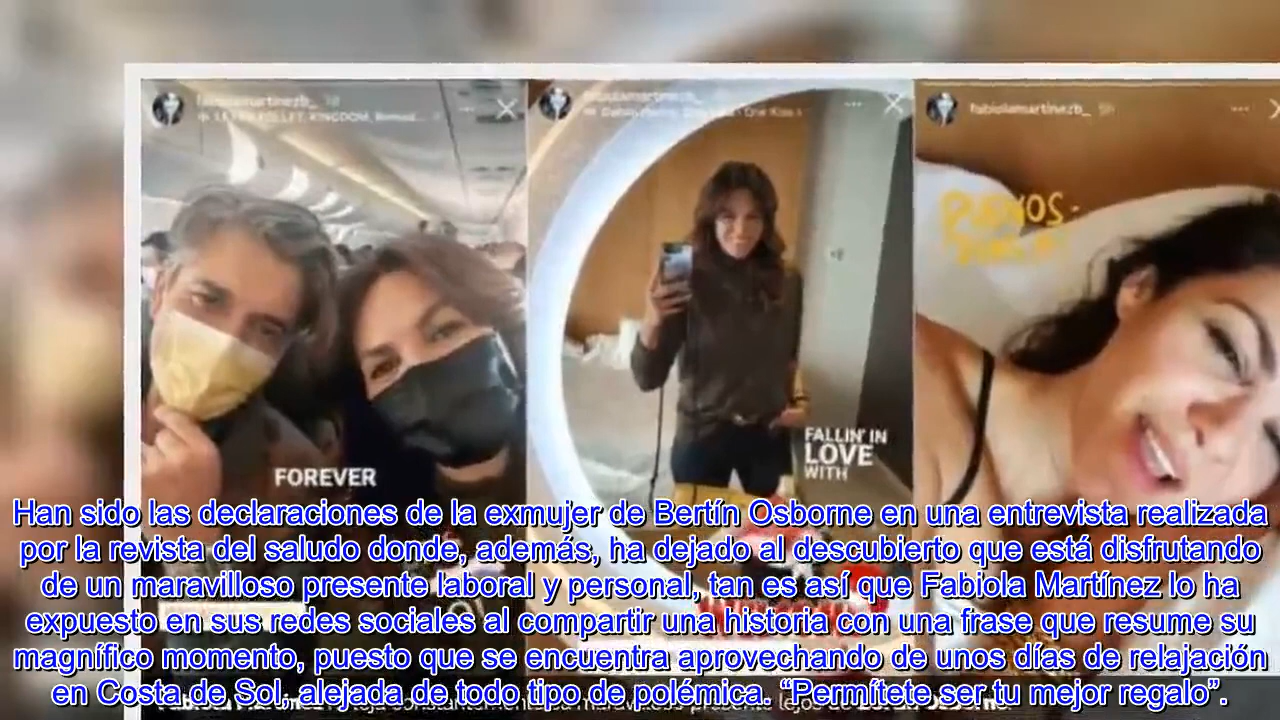 fabiolamartinezb_
fabiolamartinezb_
fabiolamartinezb_ 9h
FOREVER
FALLIN' IN
LOVE
WITH
Han sido las declaraciones de la exmujer de Bertín Osborne en una entrevista realizada
por la revista del saludo donde, además, ha dejado al descubierto que está disfrutando
de un maravilloso presente laboral y personal, tan es así que Fabiola Martínez lo ha
expuesto en sus redes sociales al compartir una historia con una frase que resume su
magnífico momento, puesto que se encuentra aprovechando de unos días de relajación
en Costa de Sol, alejada de todo tipo de polémica. “Permítete ser tu mejor regalo”.